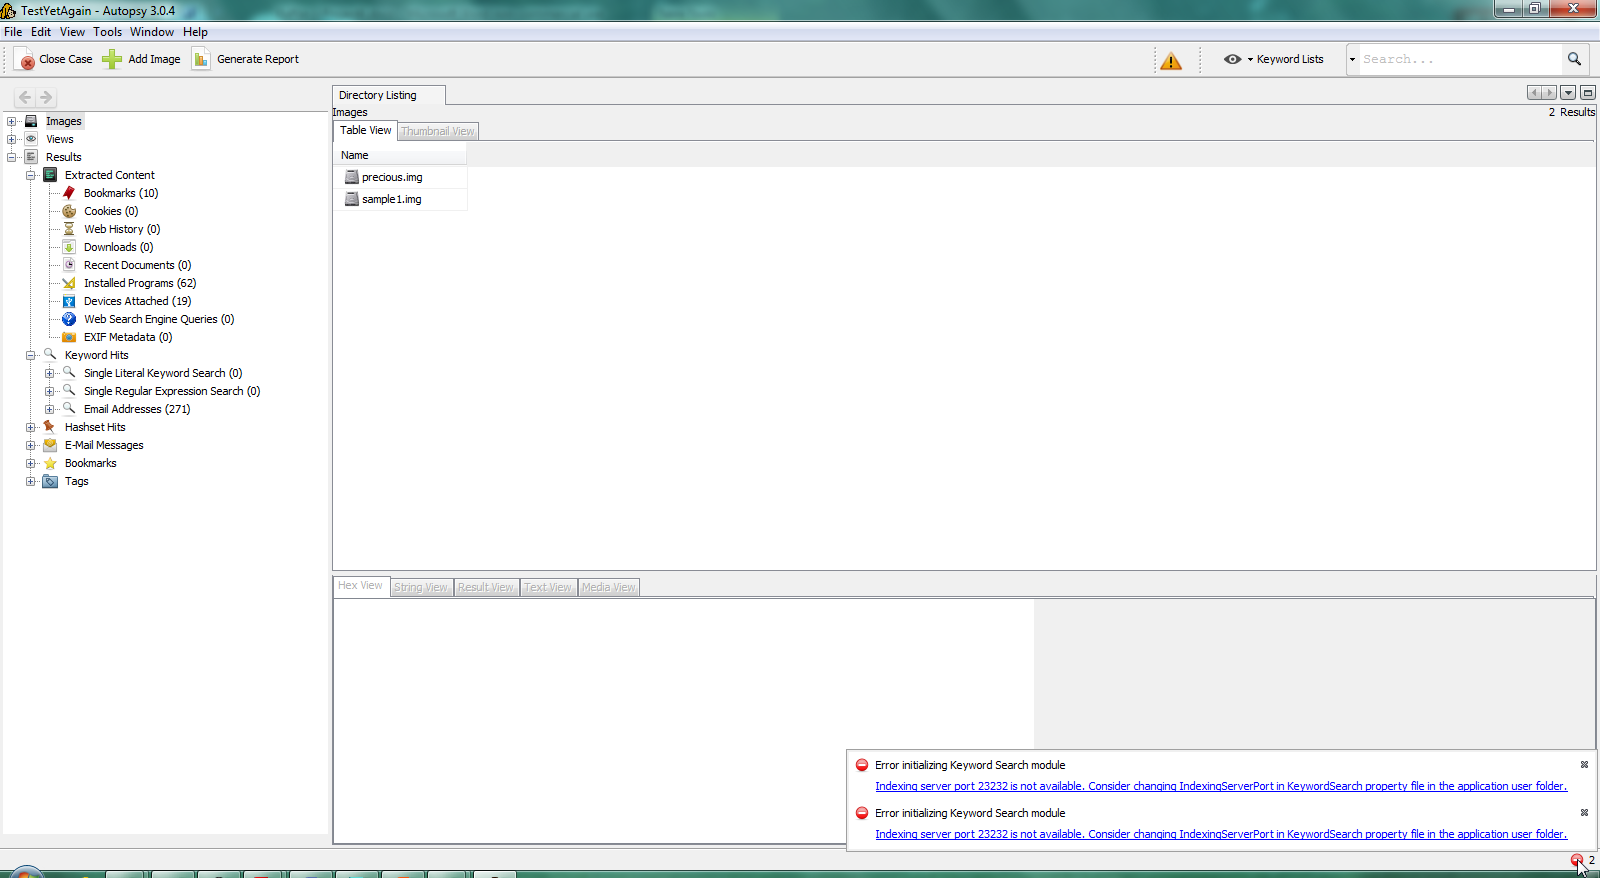 TestYetAgain - Autopsy 3.0.4
File Edit View Tools Window Help
Close Case Add Image Generate Report Keyword Lists Search...
Directory Listing
Images 2 Results
Table View Thumbnail View
Name
precious.img
sample1.img
Images
Views
Results
Extracted Content
Bookmarks (10)
Cookies (0)
Web History (0)
Downloads (0)
Recent Documents (0)
Installed Programs (62)
Devices Attached (19)
Web Search Engine Queries (0)
EXIF Metadata (0)
Keyword Hits
Single Literal Keyword Search (0)
Single Regular Expression Search (0)
Email Addresses (271)
Hashset Hits
E-Mail Messages
Bookmarks
Tags
Hex View String View Result View Text View Media View
Error initializing Keyword Search module
Indexing server port 23232 is not available. Consider changing IndexingServerPort in KeywordSearch property file in the application user folder.
Error initializing Keyword Search module
Indexing server port 23232 is not available. Consider changing IndexingServerPort in KeywordSearch property file in the application user folder.
2